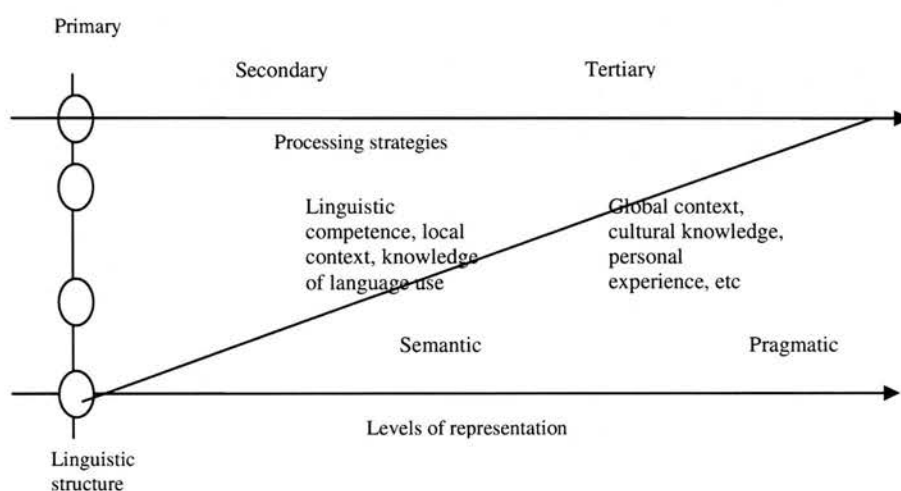 Primary
Secondary
Tertiary
Processing strategies
Linguistic
competence, local
context, knowledge
of language use
Global context,
cultural knowledge,
personal
experience, etc
Semantic
Pragmatic
Levels of representation
Linguistic
structure